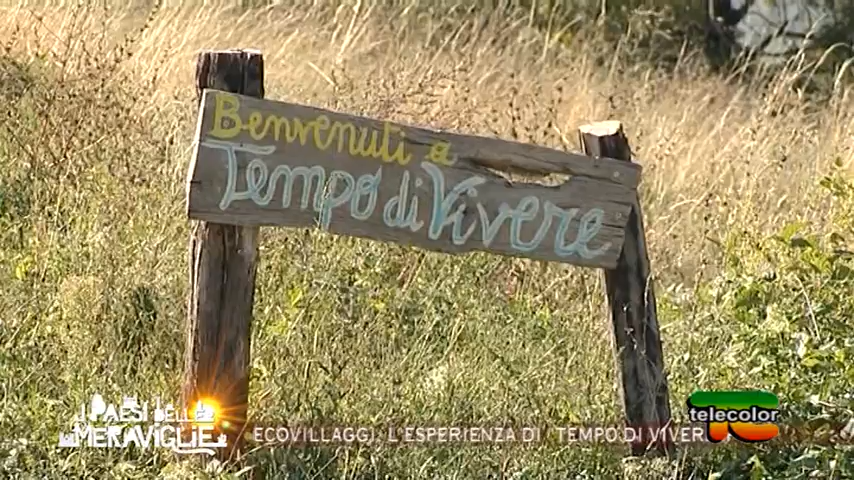 Benvenuti a
Tempo di Vivere
I PAESI DELLE
MERAVIGLIE
ECOVILLAGGI, L'ESPERIENZA DI "TEMPO DI VIVER
telecolor